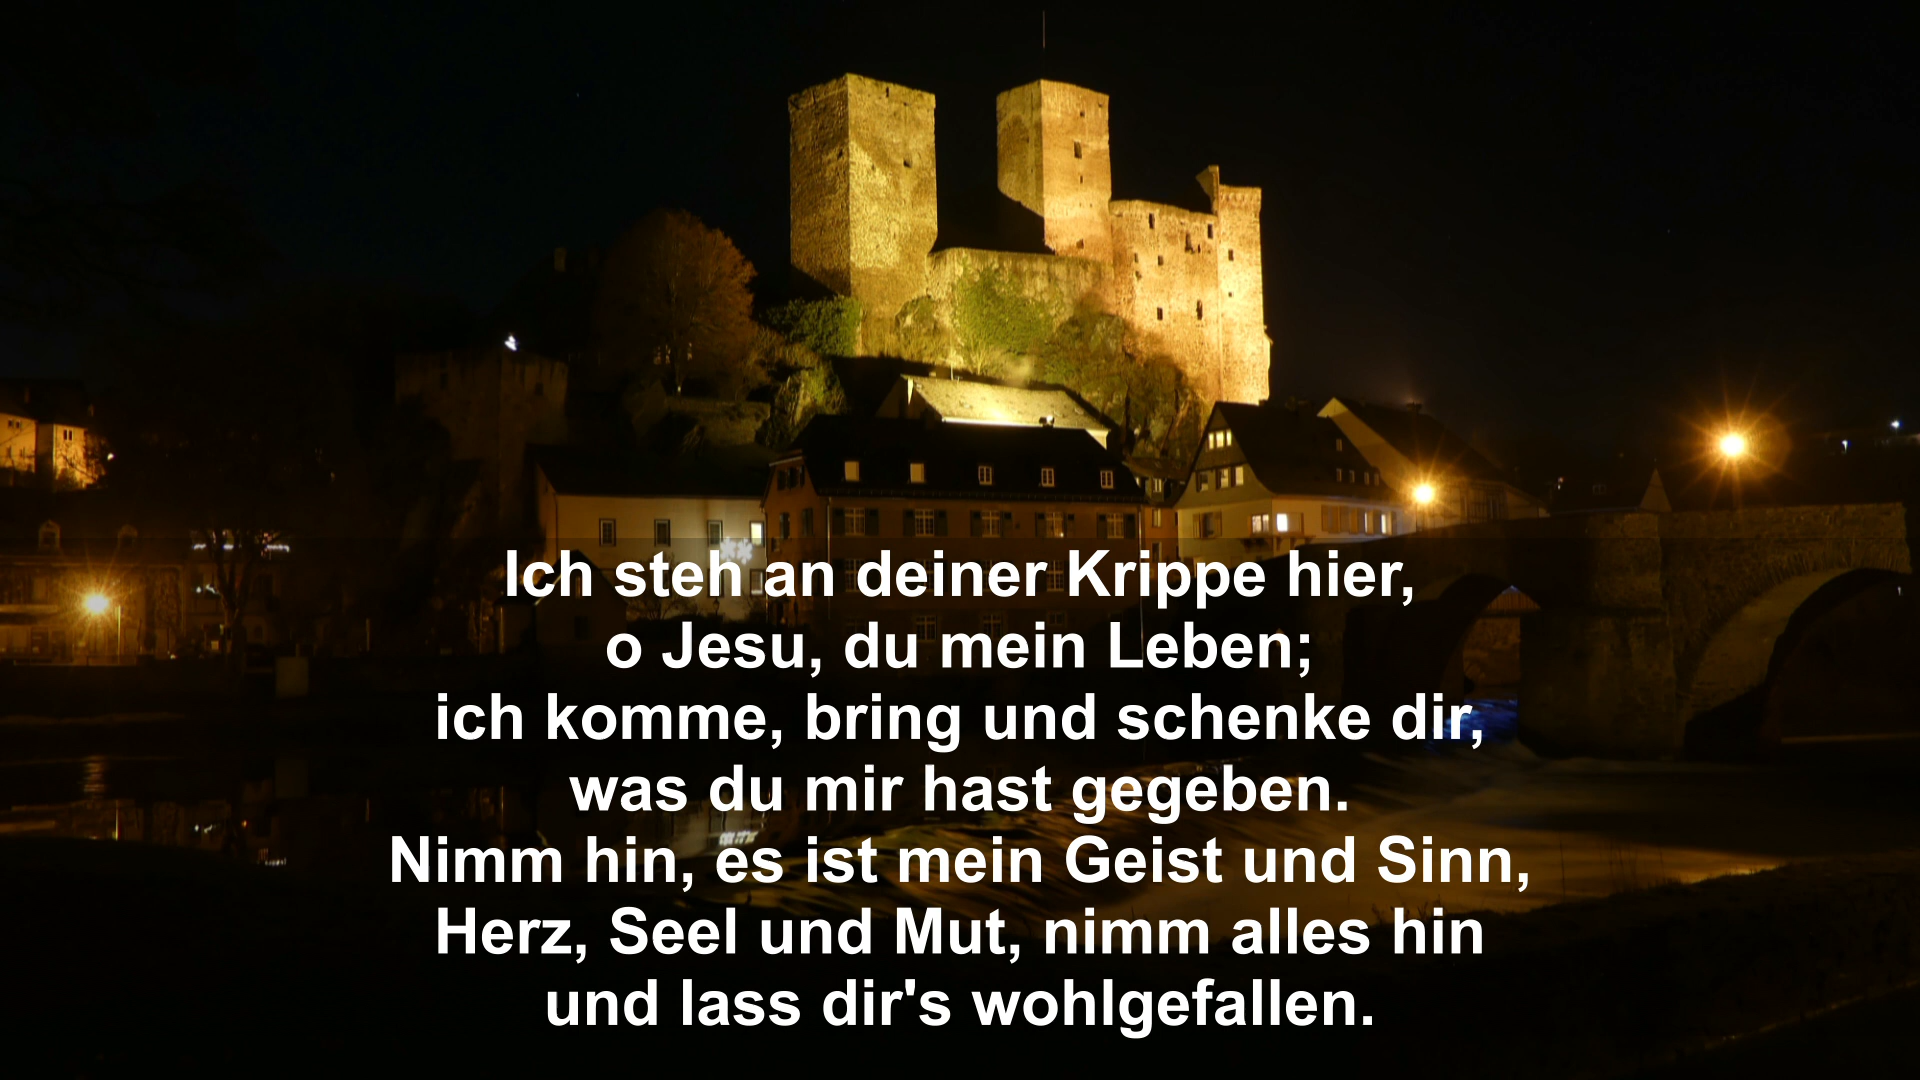 Ich steh an deiner Krippe hier,
o Jesu, du mein Leben;
ich komme, bring und schenke dir,
was du mir hast gegeben.
Nimm hin, es ist mein Geist und Sinn,
Herz, Seel und Mut, nimm alles hin
und lass dir's wohlgefallen.